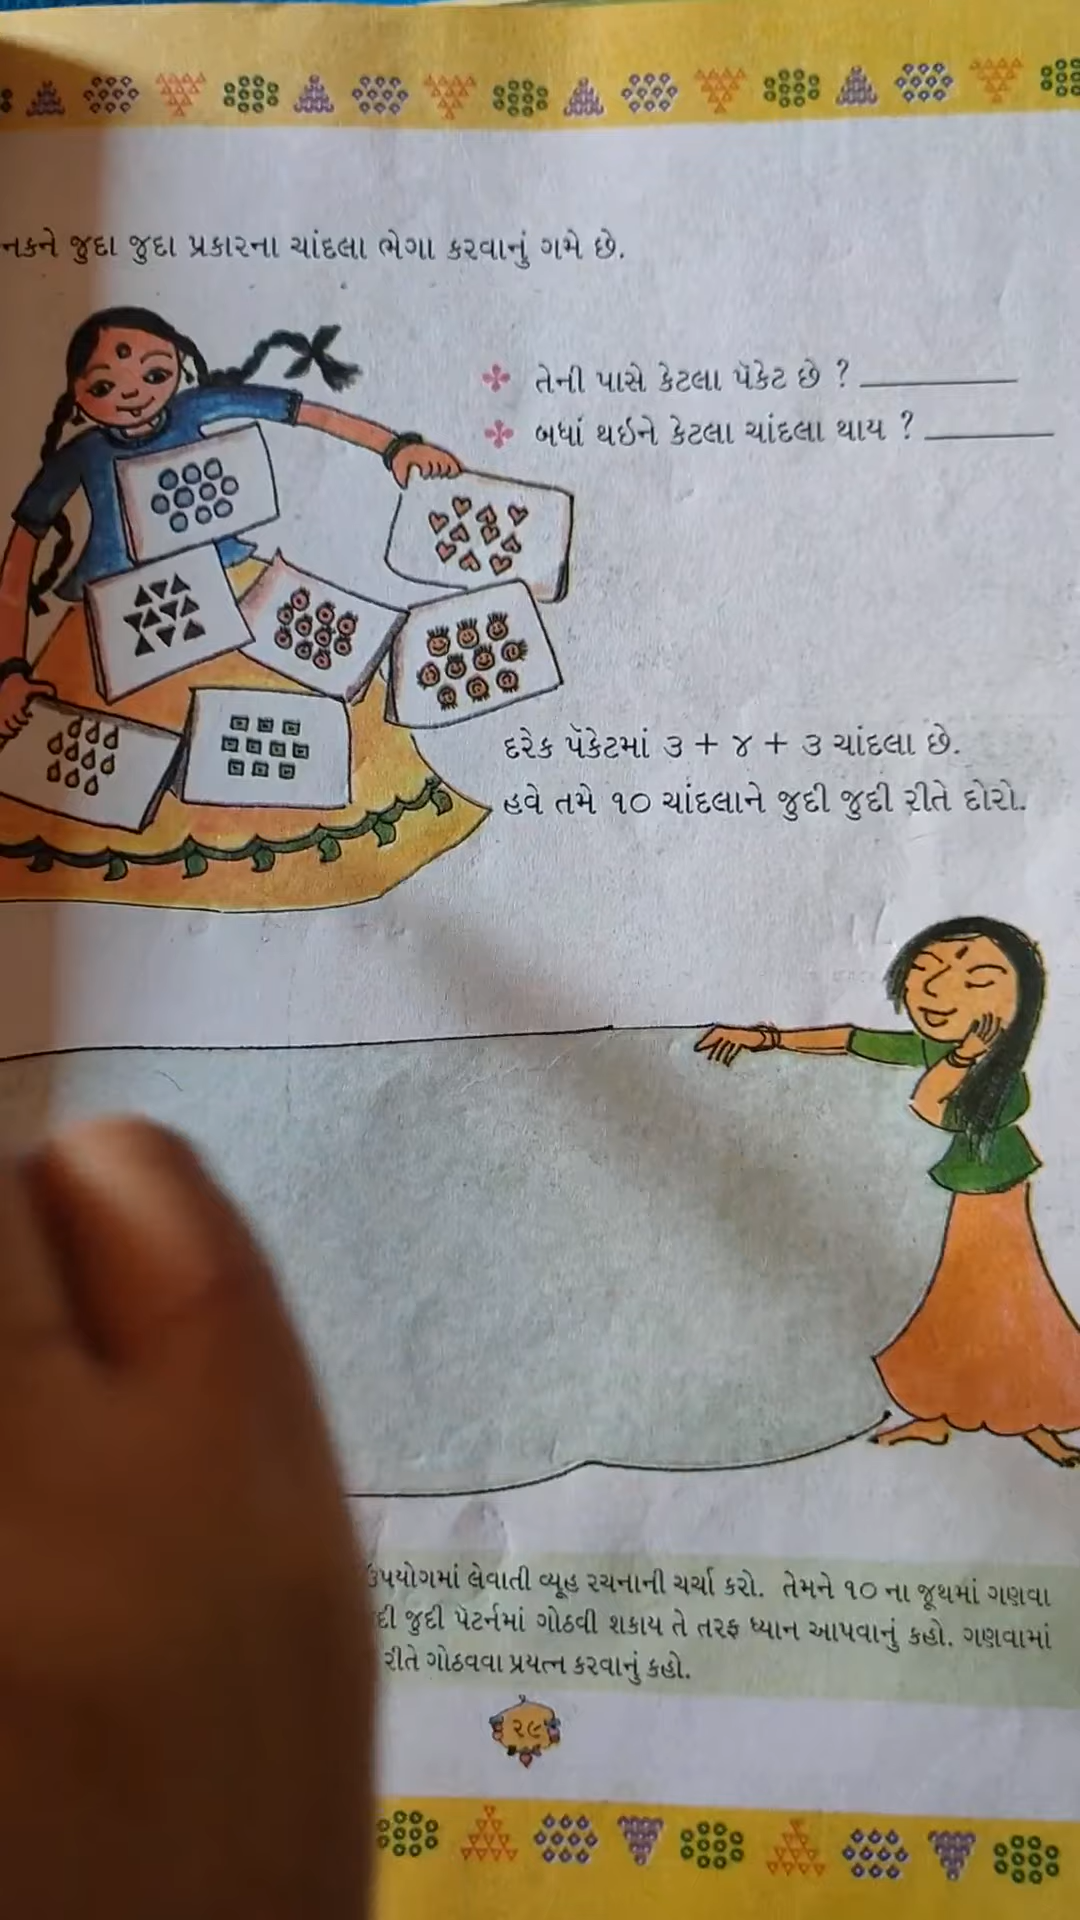 જુદા જુદા પ્રકારના ચાંદલા ભેગા કરવાનું ગમે છે.
તેની પાસે કેટલા પૅકેટ છે ?
બધાં થઈને કેટલા ચાંદલા થાય ?
દરેક પૅકેટમાં ૩ + ૪ + ૩ ચાંદલા છે.
હવે તમે ૧૦ ચાંદલાને જુદી જુદી રીતે દોરો.
ઉપયોગમાં લેવાતી વ્યૂહ રચનાની ચર્ચા કરો. તેમને ૧૦ ના જૂથમાં ગણવા
જુદી પૅટર્નમાં ગોઠવી શકાય તે તરફ ધ્યાન આપવાનું કહો. ગણવામાં
રીતે ગોઠવવા પ્રયત્ન કરવાનું કહો.
૨૯